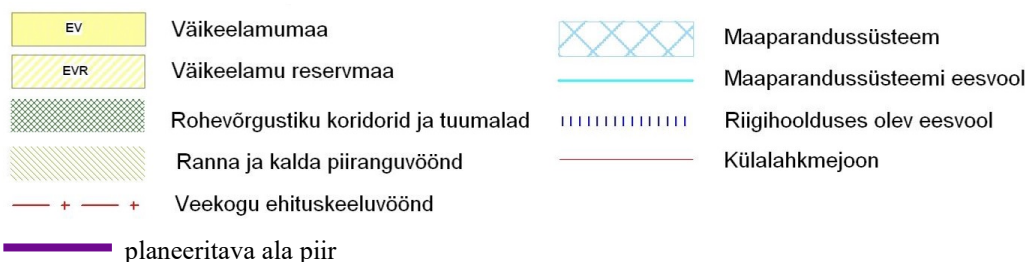 EV Väikeelamumaa
EVR Väikeelamu reservmaa
Rohevõrgustiku koridorid ja tuumalad
Ranna ja kalda piiranguvöönd
Veekogu ehituskeeluvöönd
planeeritava ala piir
Maaparandussüsteem
Maaparandussüsteemi eesvool
Riigihoolduses olev eesvool
Külalahkmejoon